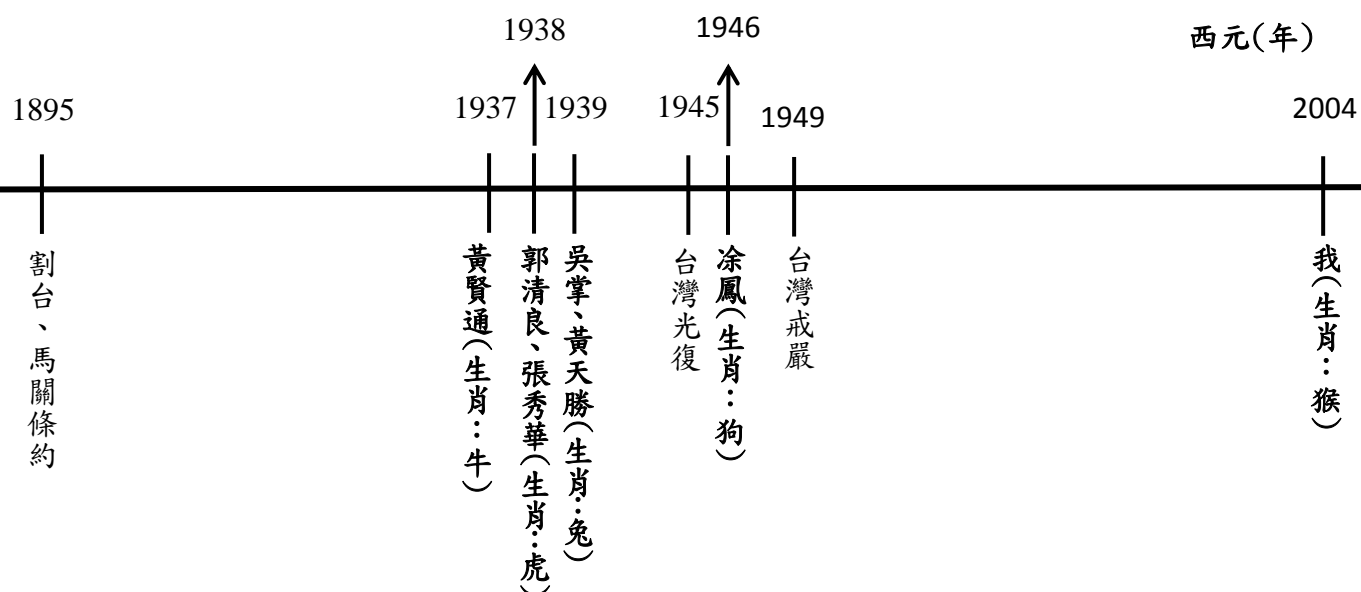 1938
1946
西元(年)
1895
1937
1939
1945
1949
2004
割台、馬關條約
黃賢通(生肖：牛)
郭清良、張秀華(生肖：虎)
吳掌、黃天勝(生肖：兔)
台灣光復
凃鳳(生肖：狗)
台灣戒嚴
我(生肖：猴)